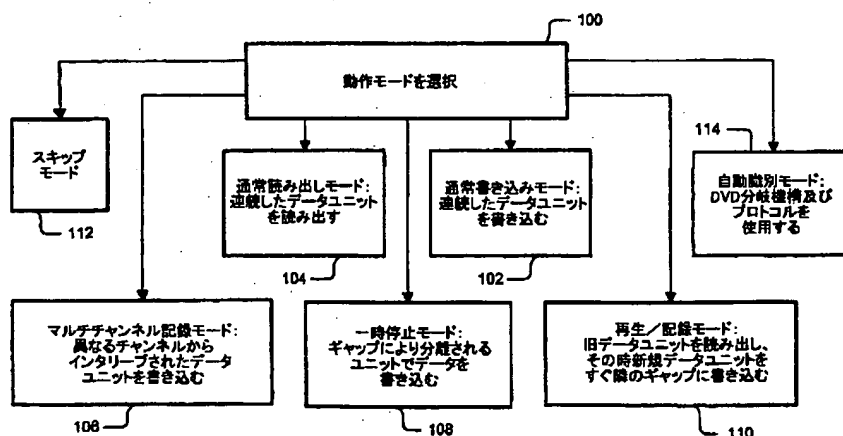 100
動作モードを選択
スキップ
モード
112
通常読み出しモード:
連続したデータユニット
を読み出す
104
通常書き込みモード:
連続したデータユニット
を書き込む
102
114
自動識別モード:
DVD分岐機構及び
プロトコルを
使用する
マルチチャンネル記録モード:
異なるチャンネルから
インタリーブされたデータ
ユニットを書き込む
106
一時停止モード:
ギャップにより分離される
ユニットでデータを
書き込む
108
再生/記録モード:
旧データユニットを読み出し、
その時新規データユニットを
すぐ隣のギャップに書き込む
110